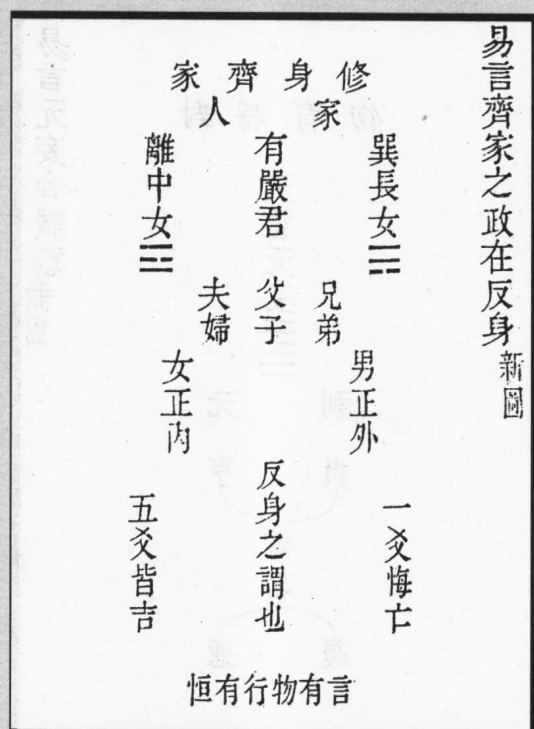 易言齊家之政在反身 新圖
修身齊家
家人
巽長女☴
有嚴君
離中女☲
兄弟
父子
夫婦
男正外
女正內
一爻悔亡
反身之謂也
五爻皆吉
言有物行有恒